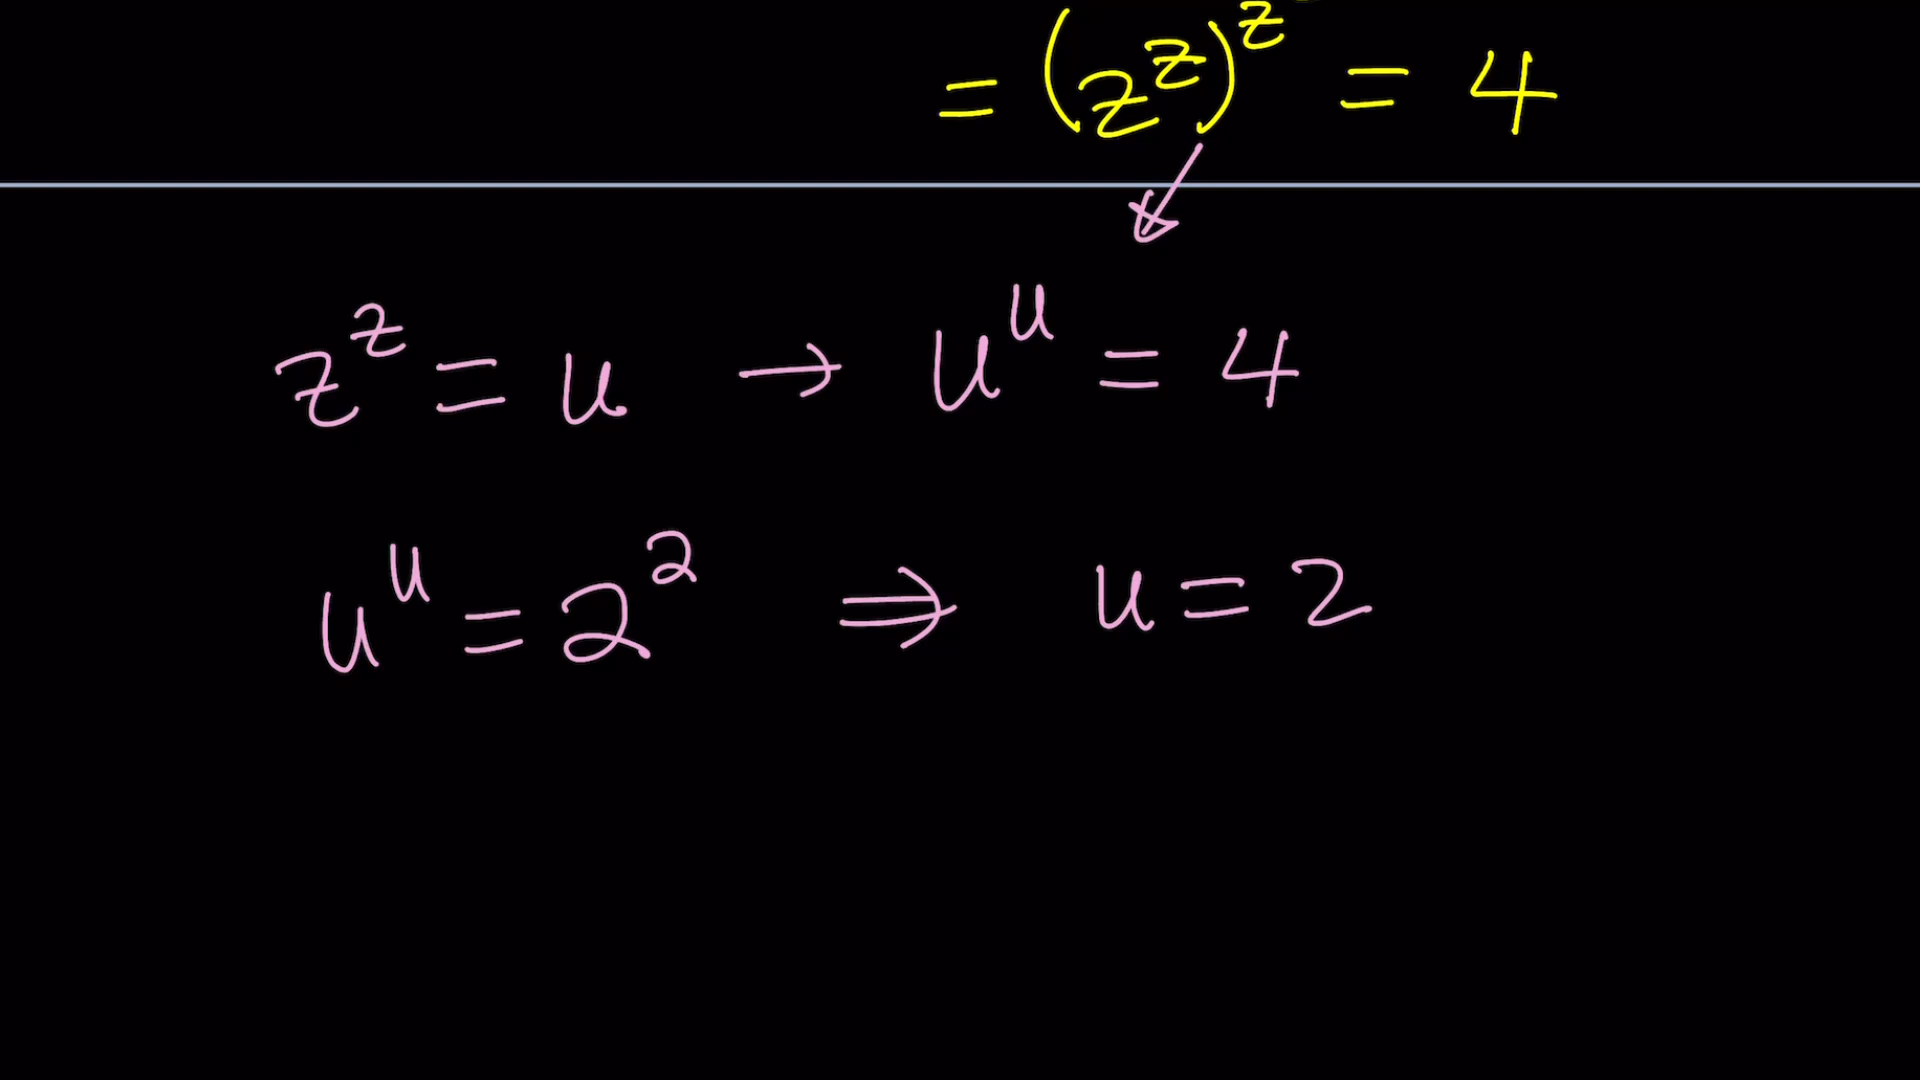 = (z^z)^z = 4
z^z = u → u^u = 4
u^u = 2^2 ⇒ u = 2